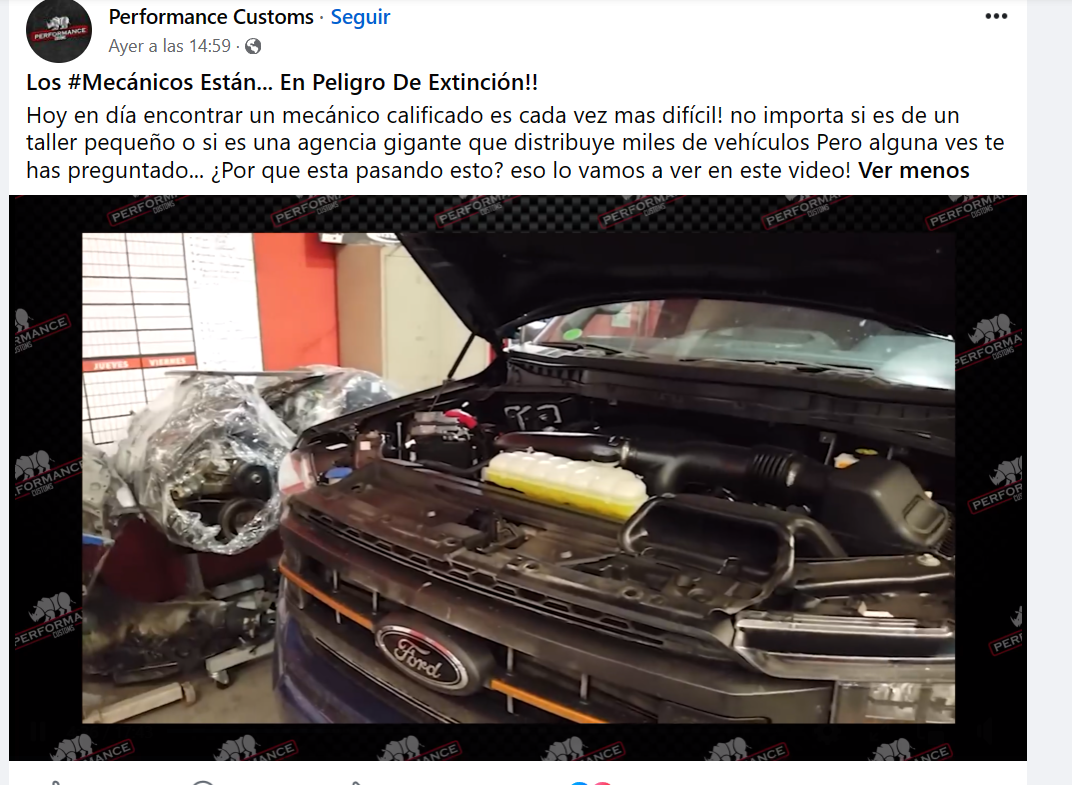 Performance Customs · Seguir
Ayer a las 14:59 ·
Los #Mecánicos Están... En Peligro De Extinción!!
Hoy en día encontrar un mecánico calificado es cada vez mas difícil! no importa si es de un
taller pequeño o si es una agencia gigante que distribuye miles de vehículos Pero alguna ves te
has preguntado... ¿Por que esta pasando esto? eso lo vamos a ver en este video! Ver menos
PERFORMANCE CUSTOMS
JUEVES VIERNES
Ford